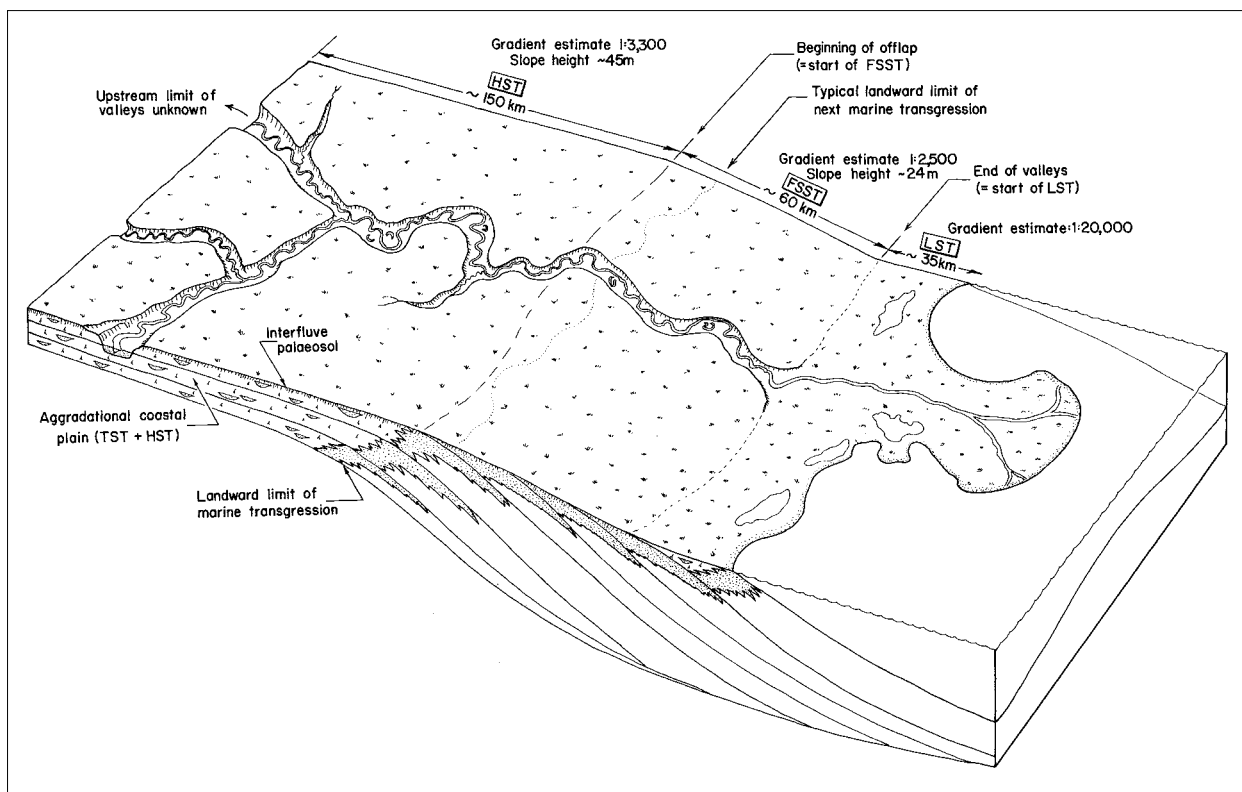 Gradient estimate 1:3,300
Slope height ~45m
HST
~ 150 km
Beginning of offlap
(= start of FSST)
Typical landward limit of
next marine transgression
Upstream limit of
valleys unknown
Gradient estimate 1:2,500
Slope height ~24m
FSST
~ 60 km
End of valleys
(= start of LST)
LST
~ 35km
Gradient estimate:1:20,000
Interfluve
palaeosol
Aggradational coastal
plain (TST + HST)
Landward limit of
marine transgression